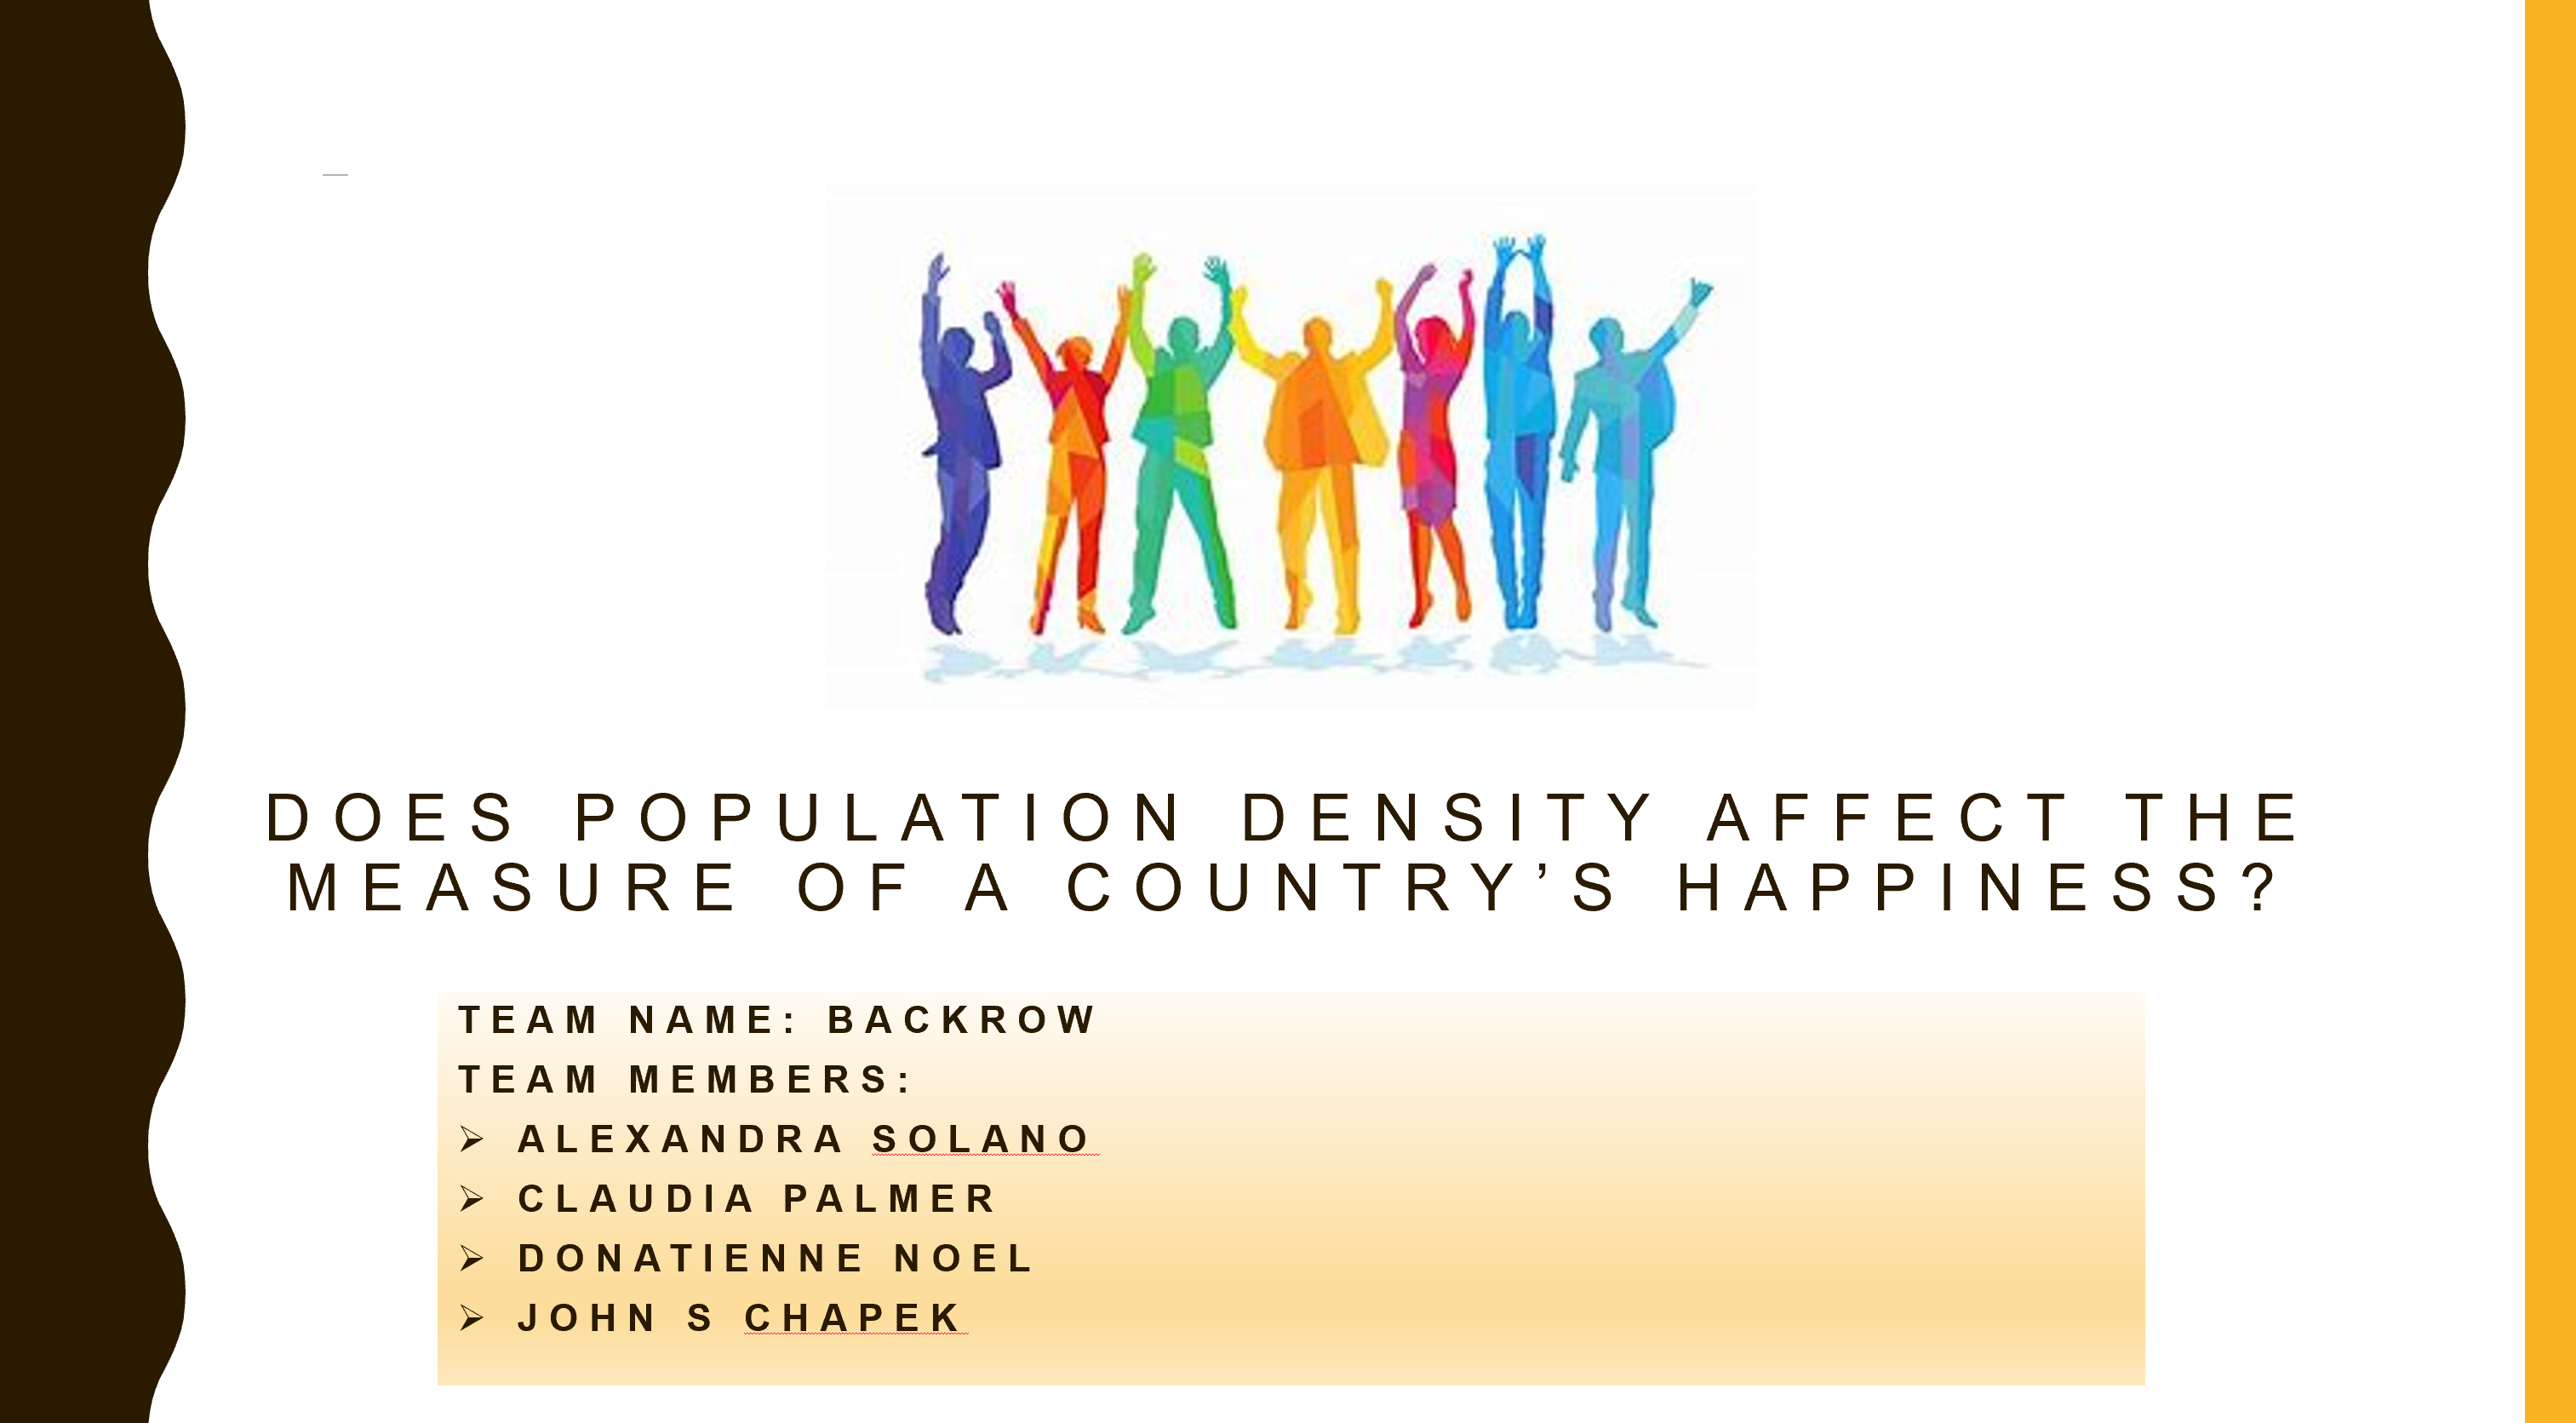 DOES POPULATION DENSITY AFFECT THE
MEASURE OF A COUNTRY’S HAPPINESS?
TEAM NAME: BACKROW
TEAM MEMBERS:
➢ ALEXANDRA SOLANO
➢ CLAUDIA PALMER
➢ DONATIENNE NOEL
➢ JOHN S CHAPEK